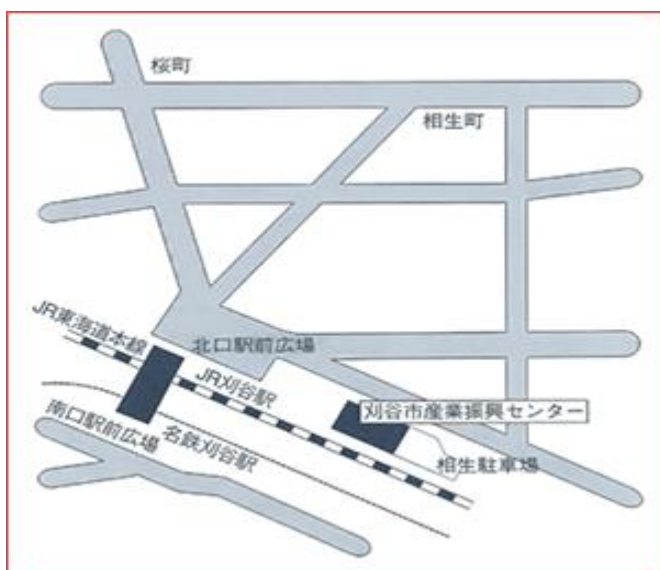 桜町
相生町
JR東海道本線
北口駅前広場
JR刈谷駅
刈谷市産業振興センター
南口駅前広場
名鉄刈谷駅
相生駐車場